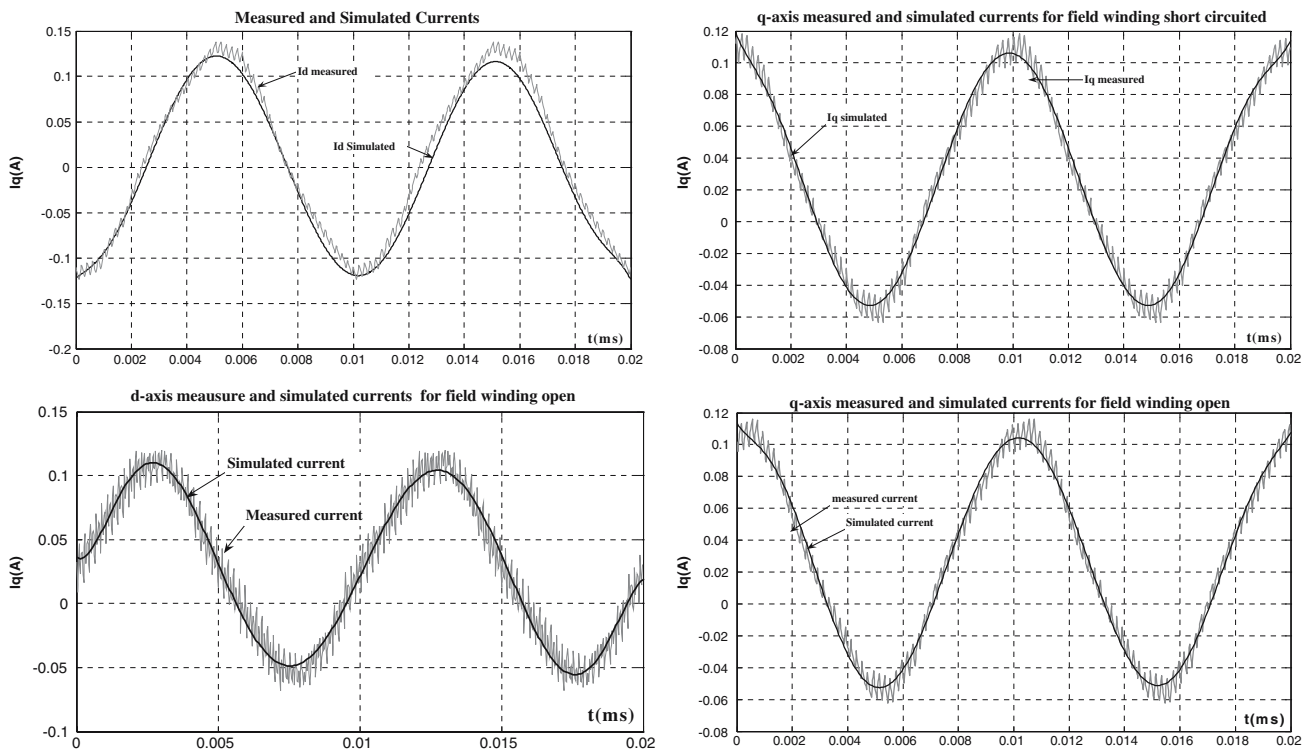 Measured and Simulated Currents
0.15
0.1
0.05
0
-0.05
-0.1
-0.15
-0.2
Iq(A)
Id measured
Id Simulated
t(ms)
0 0.002 0.004 0.006 0.008 0.01 0.012 0.014 0.016 0.018 0.02
q-axis measured and simulated currents for field winding short circuited
0.12
0.1
0.08
0.06
0.04
0.12
0
-0.02
-0.04
-0.06
-0.08
Iq(A)
Iq measured
Iq simulated
t(ms)
0 0.002 0.004 0.006 0.008 0.01 0.012 0.014 0.016 0.018 0.02
d-axis meausure and simulated currents for field winding open
0.15
0.1
0.05
0
-0.05
-0.1
Iq(A)
Simulated current
Measured current
t(ms)
0 0.005 0.01 0.015 0.02
q-axis measured and simulated currents for field winding open
0.12
0.1
0.08
0.06
0.04
0.02
0
-0.02
-0.04
-0.06
-0.08
Iq(A)
measured current
Simulated current
t(ms)
0 0.002 0.004 0.006 0.008 0.01 0.012 0.014 0.016 0.018 0.02